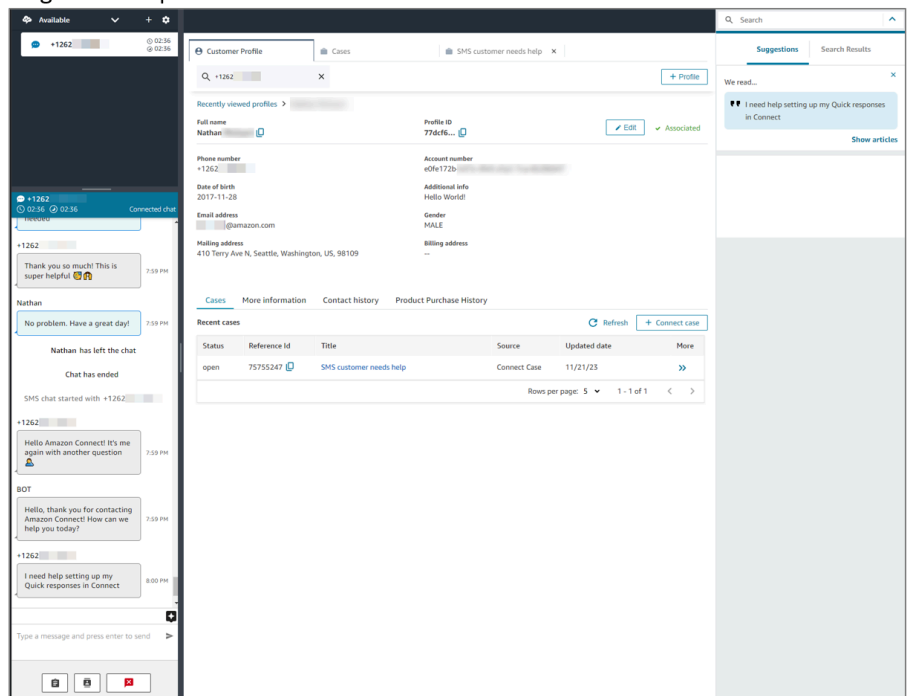 Available
+1262
02:36
02:36
+1262
02:36 02:36 Connected chat
needed
+1262
Thank you so much! This is
super helpful
7:59 PM
Nathan
No problem. Have a great day!
7:59 PM
Nathan has left the chat
Chat has ended
SMS chat started with +1262
+1262
Hello Amazon Connect! It's me
again with another question
7:59 PM
BOT
Hello, thank you for contacting
Amazon Connect! How can we
help you today?
7:59 PM
+1262
I need help setting up my
Quick responses in Connect
8:00 PM
Type a message and press enter to send
Customer Profile
Cases
SMS customer needs help
+1262
+ Profile
Recently viewed profiles >
Full name
Nathan
Profile ID
77dcf6...
Edit
Associated
Phone number
+1262
Account number
e0fe172b
Date of birth
2017-11-28
Additional info
Hello World!
Email address
@amazon.com
Gender
MALE
Mailing address
410 Terry Ave N, Seattle, Washington, US, 98109
Billing address
--
Cases More information Contact history Product Purchase History
Recent cases
Refresh
+ Connect case
Status Reference Id Title Source Updated date More
open 75755247 SMS customer needs help Connect Case 11/21/23 »
Rows per page: 5 1 - 1 of 1 < >
Search
Suggestions Search Results
We read...
I need help setting up my Quick responses
in Connect
Show articles